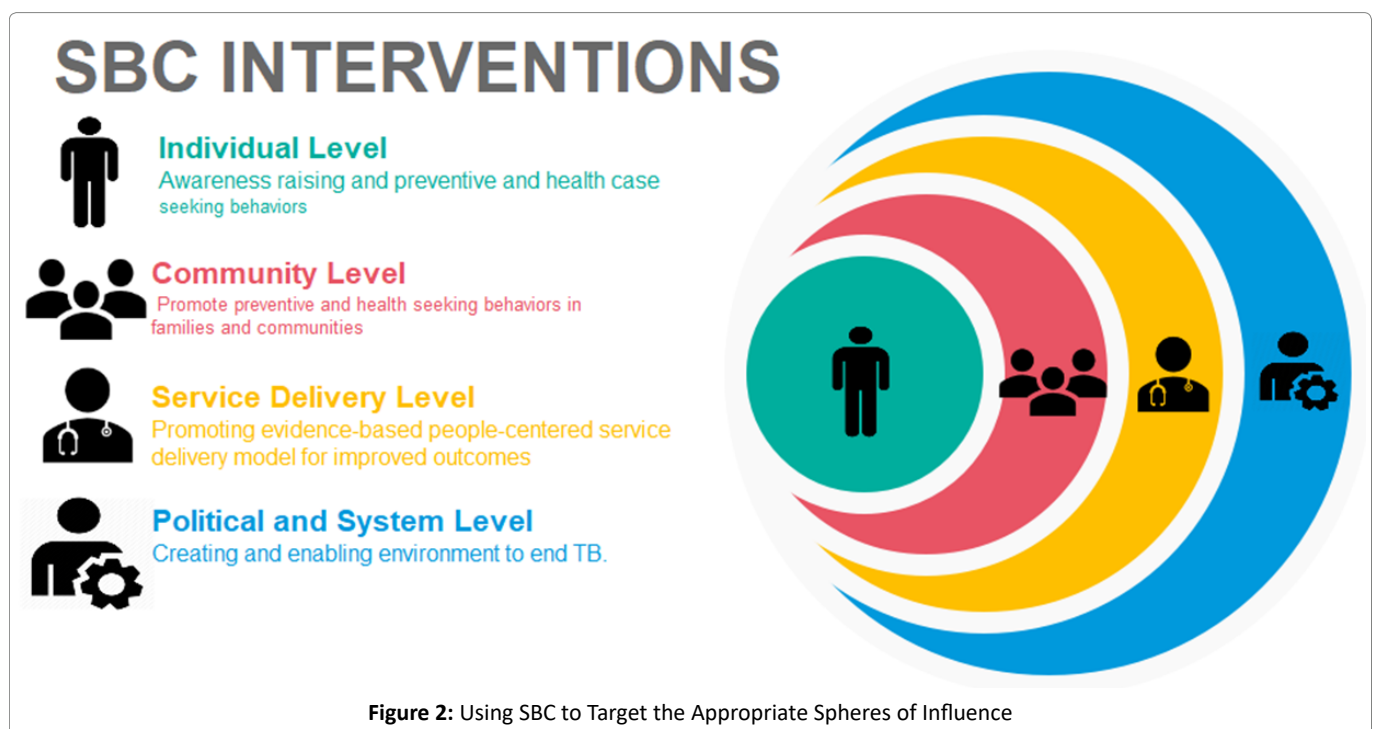 SBC INTERVENTIONS
Individual Level
Awareness raising and preventive and health case
seeking behaviors
Community Level
Promote preventive and health seeking behaviors in
families and communities
Service Delivery Level
Promoting evidence-based people-centered service
delivery model for improved outcomes
Political and System Level
Creating and enabling environment to end TB.
Figure 2: Using SBC to Target the Appropriate Spheres of Influence